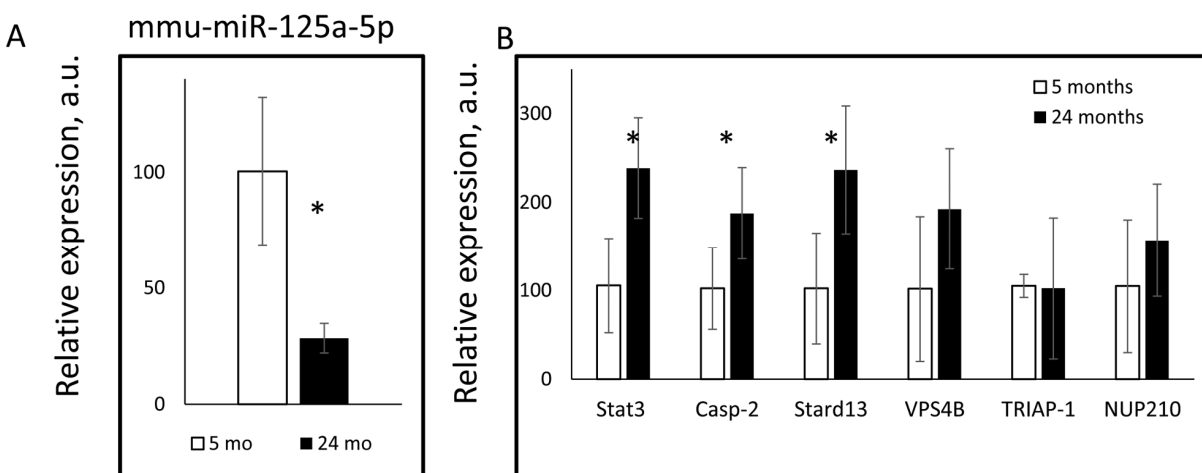 A
mmu-miR-125a-5p
Relative expression, a.u.
100
*
50
0
5 mo 24 mo
B
Relative expression, a.u.
5 months
24 months
300
* * *
200
100
0
Stat3 Casp-2 Stard13 VPS4B TRIAP-1 NUP210